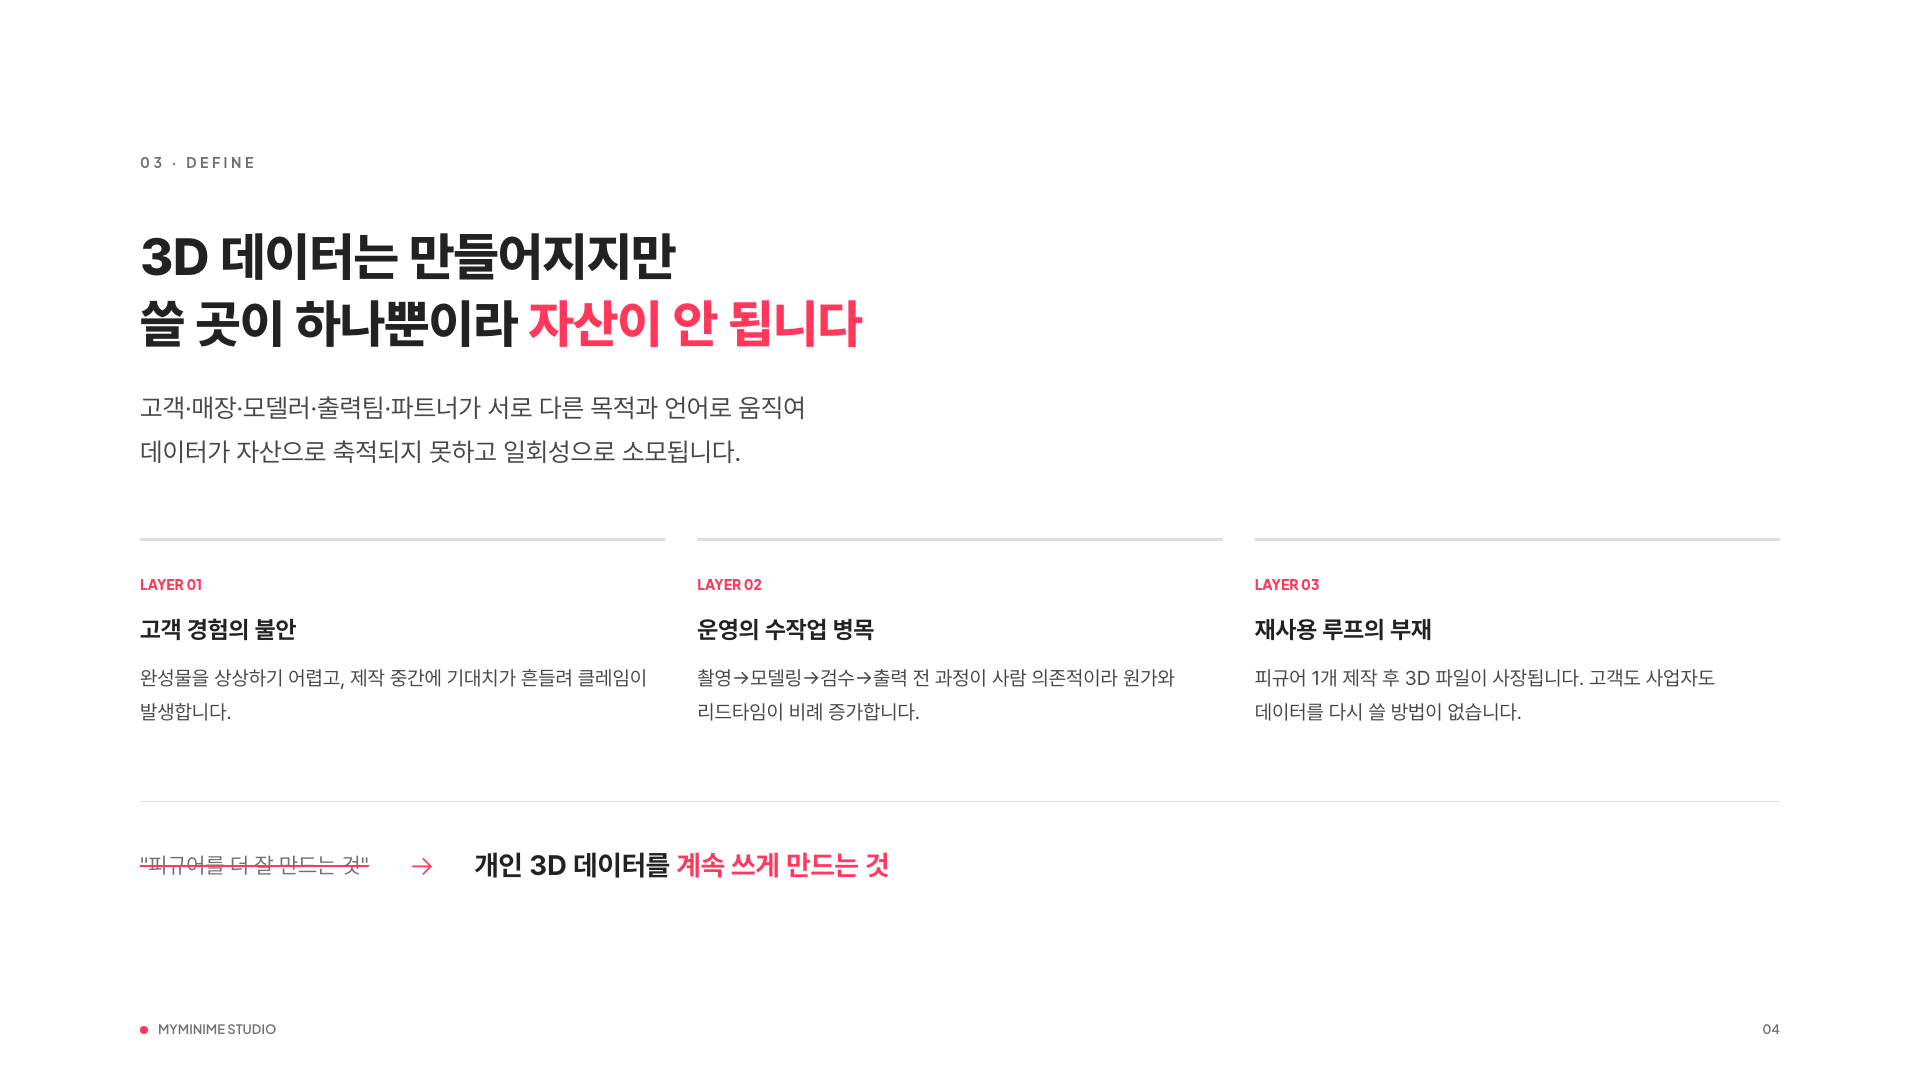 03 · DEFINE
3D 데이터는 만들어지지만
쓸 곳이 하나뿐이라 자산이 안 됩니다
고객·매장·모델러·출력팀·파트너가 서로 다른 목적과 언어로 움직여
데이터가 자산으로 축적되지 못하고 일회성으로 소모됩니다.
LAYER 01
고객 경험의 불안
완성물을 상상하기 어렵고, 제작 중간에 기대치가 흔들려 클레임이
발생합니다.
LAYER 02
운영의 수작업 병목
촬영→모델링→검수→출력 전 과정이 사람 의존적이라 원가와
리드타임이 비례 증가합니다.
LAYER 03
재사용 루프의 부재
피규어 1개 제작 후 3D 파일이 사장됩니다. 고객도 사업자도
데이터를 다시 쓸 방법이 없습니다.
"피규어를 더 잘 만드는 것" → 개인 3D 데이터를 계속 쓰게 만드는 것
MYMINIME STUDIO
04